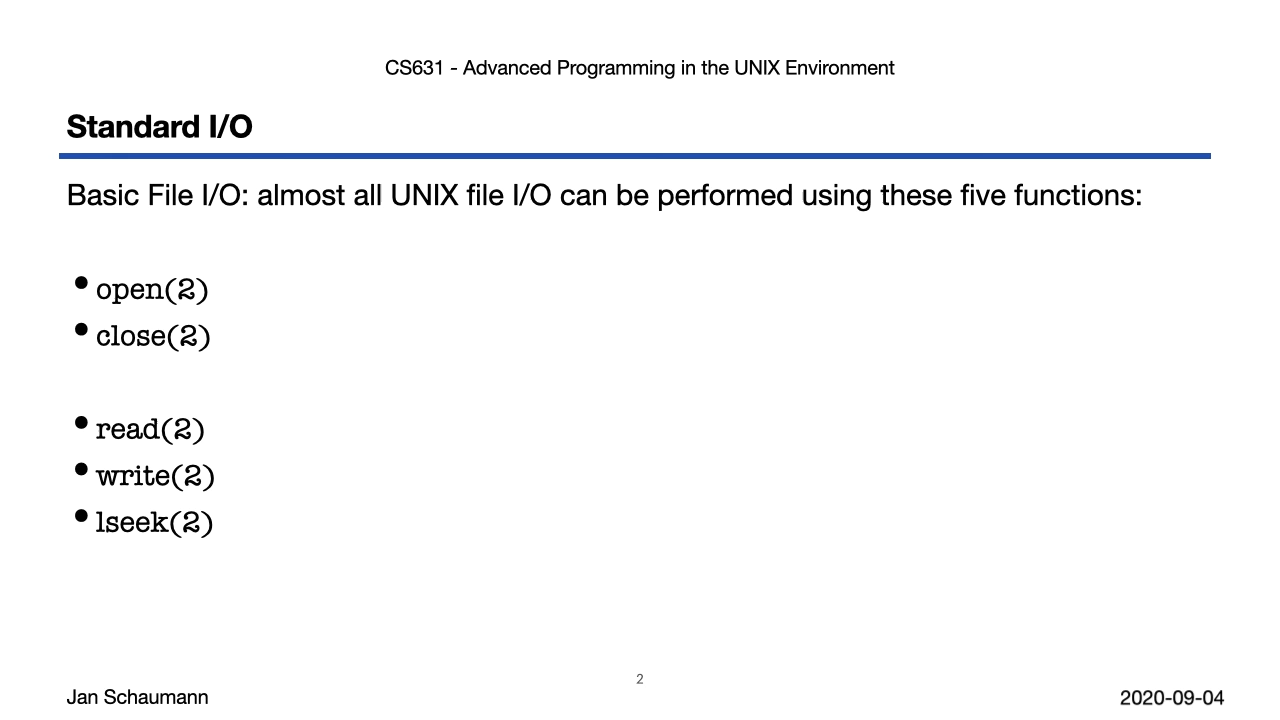 CS631 - Advanced Programming in the UNIX Environment
Standard I/O
Basic File I/O: almost all UNIX file I/O can be performed using these five functions:
• open(2)
• close(2)
• read(2)
• write(2)
• lseek(2)
2
Jan Schaumann
2020-09-04